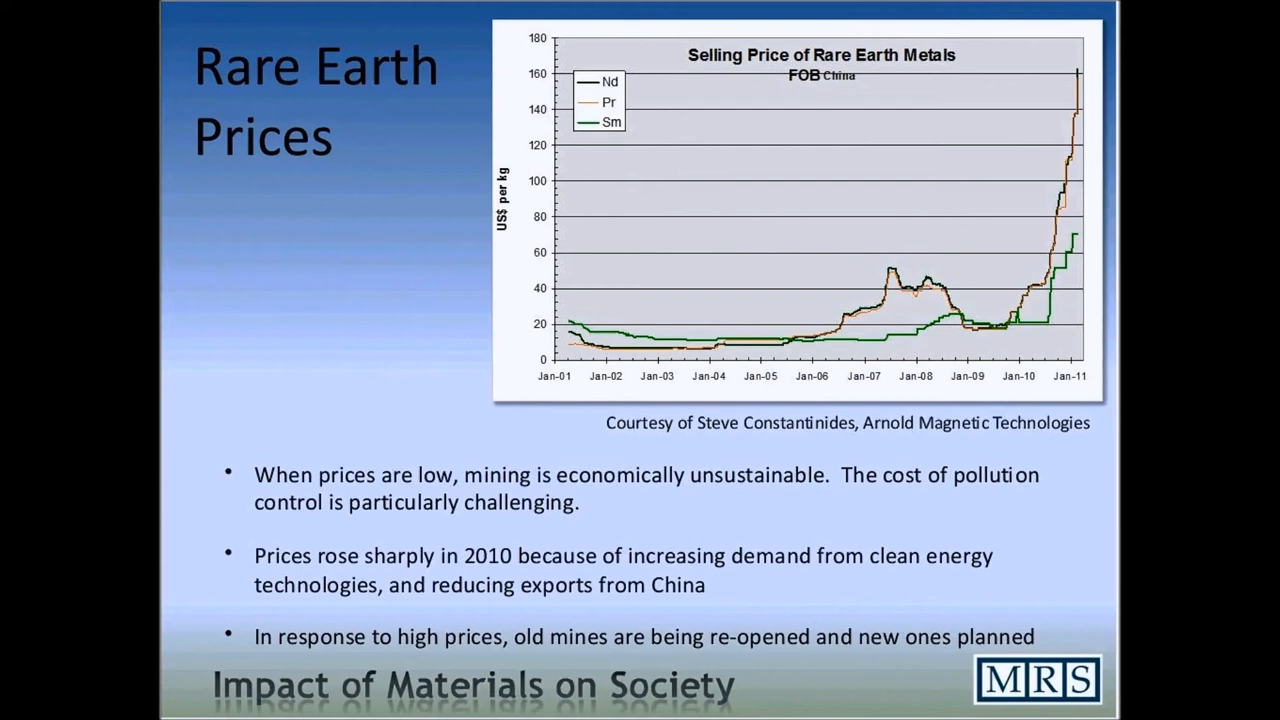 Rare Earth
Prices
Selling Price of Rare Earth Metals
FOB China
Nd
Pr
Sm
US$ per kg
180
160
140
120
100
80
60
40
20
0
Jan-01 Jan-02 Jan-03 Jan-04 Jan-05 Jan-06 Jan-07 Jan-08 Jan-09 Jan-10 Jan-11
Courtesy of Steve Constantinides, Arnold Magnetic Technologies
• When prices are low, mining is economically unsustainable. The cost of pollution
control is particularly challenging.
• Prices rose sharply in 2010 because of increasing demand from clean energy
technologies, and reducing exports from China
• In response to high prices, old mines are being re-opened and new ones planned
Impact of Materials on Society
MRS